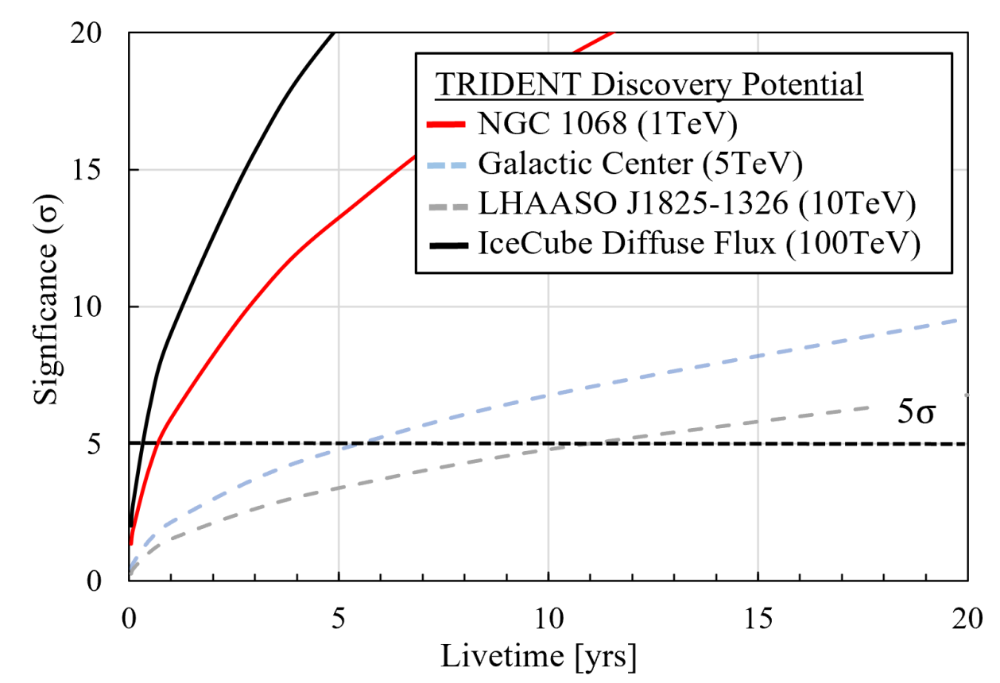 20
15
10
5
0
Signficance (σ)
TRIDENT Discovery Potential
NGC 1068 (1TeV)
Galactic Center (5TeV)
LHAASO J1825-1326 (10TeV)
IceCube Diffuse Flux (100TeV)
5σ
0 5 10 15 20
Livetime [yrs]